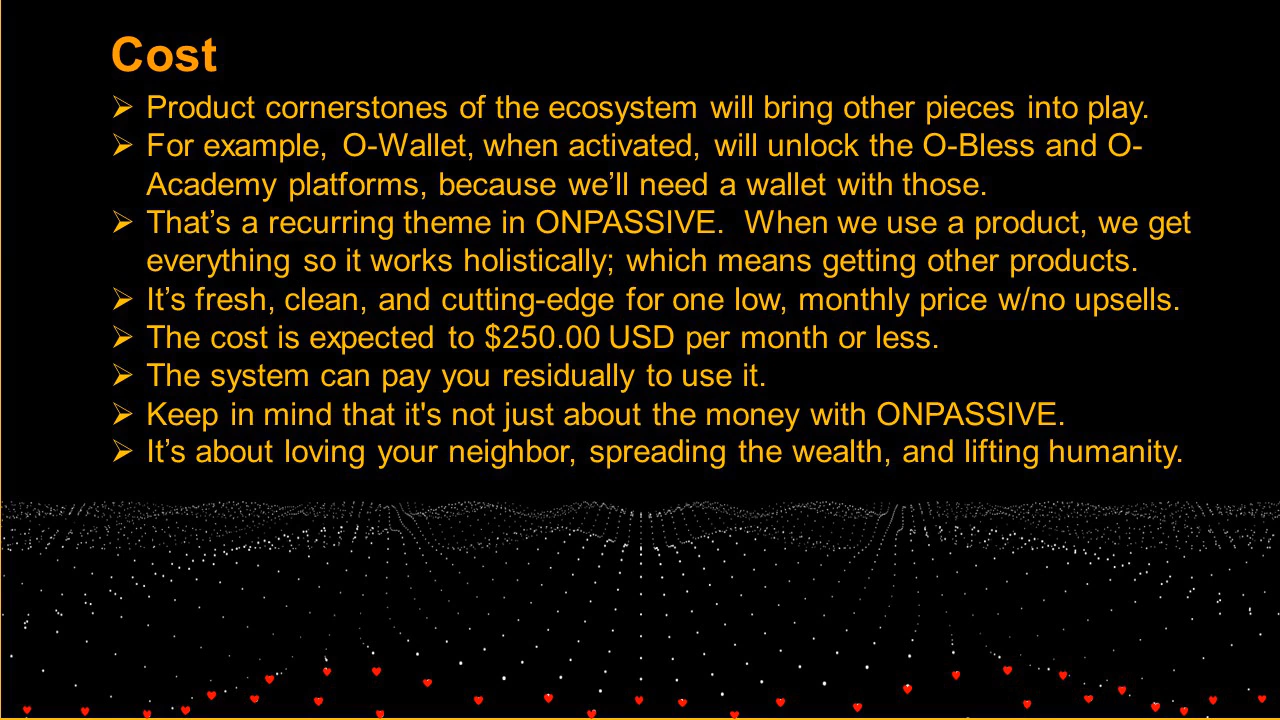 Cost
➢ Product cornerstones of the ecosystem will bring other pieces into play.
➢ For example, O-Wallet, when activated, will unlock the O-Bless and O-
Academy platforms, because we’ll need a wallet with those.
➢ That’s a recurring theme in ONPASSIVE.  When we use a product, we get
everything so it works holistically; which means getting other products.
➢ It’s fresh, clean, and cutting-edge for one low, monthly price w/no upsells.
➢ The cost is expected to $250.00 USD per month or less.
➢ The system can pay you residually to use it.
➢ Keep in mind that it's not just about the money with ONPASSIVE.
➢ It’s about loving your neighbor, spreading the wealth, and lifting humanity.